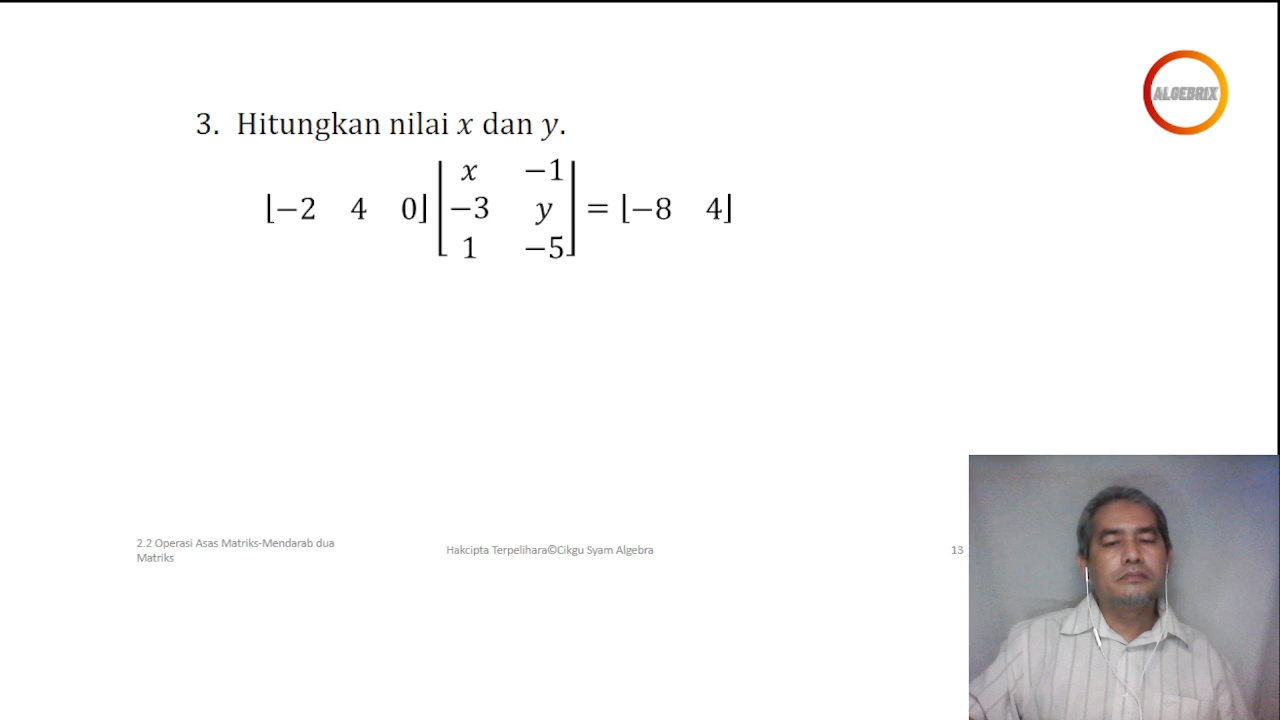 ALGEBRIX
3. Hitungkan nilai x dan y.
[−2 4 0] [x −1
−3 y
1 −5] = [−8 4]
2.2 Operasi Asas Matriks-Mendarab dua
Matriks
Hakcipta Terpelihara©Cikgu Syam Algebra
13